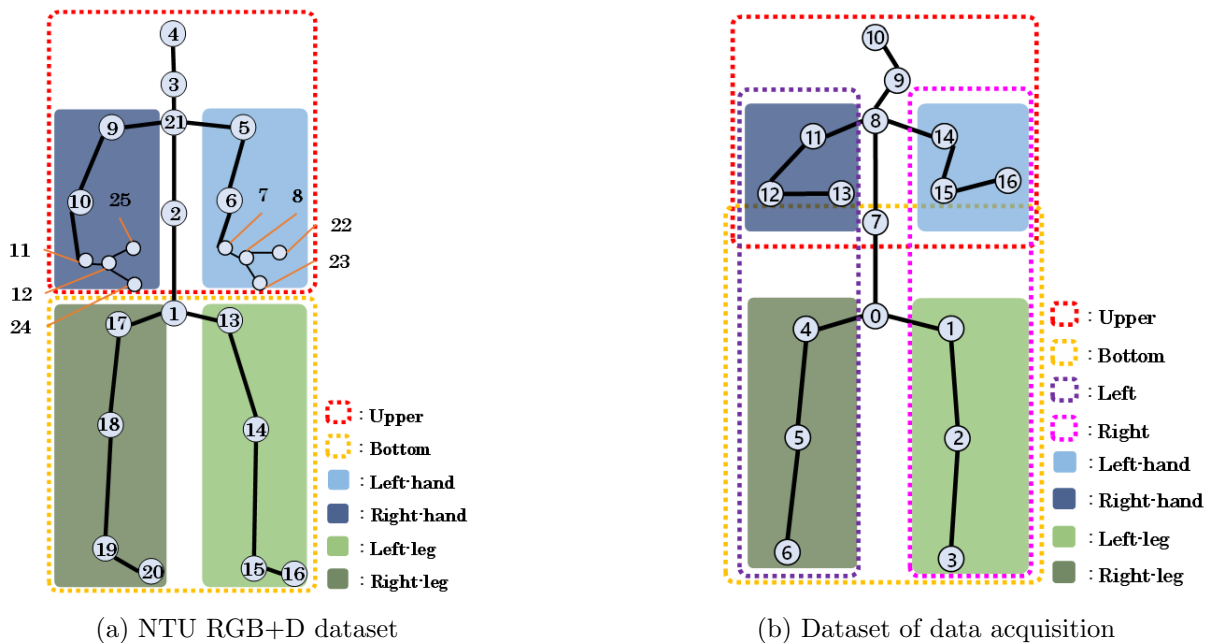 4
3
21
9
5
10
6
2
25
7
8
22
11
23
12
24
1
17
13
18
14
19
20
15
16
: Upper
: Bottom
: Left-hand
: Right-hand
: Left-leg
: Right-leg
(a) NTU RGB+D dataset
10
9
8
11
14
12
13
15
16
7
0
4
1
5
2
6
3
: Upper
: Bottom
: Left
: Right
: Left-hand
: Right-hand
: Left-leg
: Right-leg
(b) Dataset of data acquisition